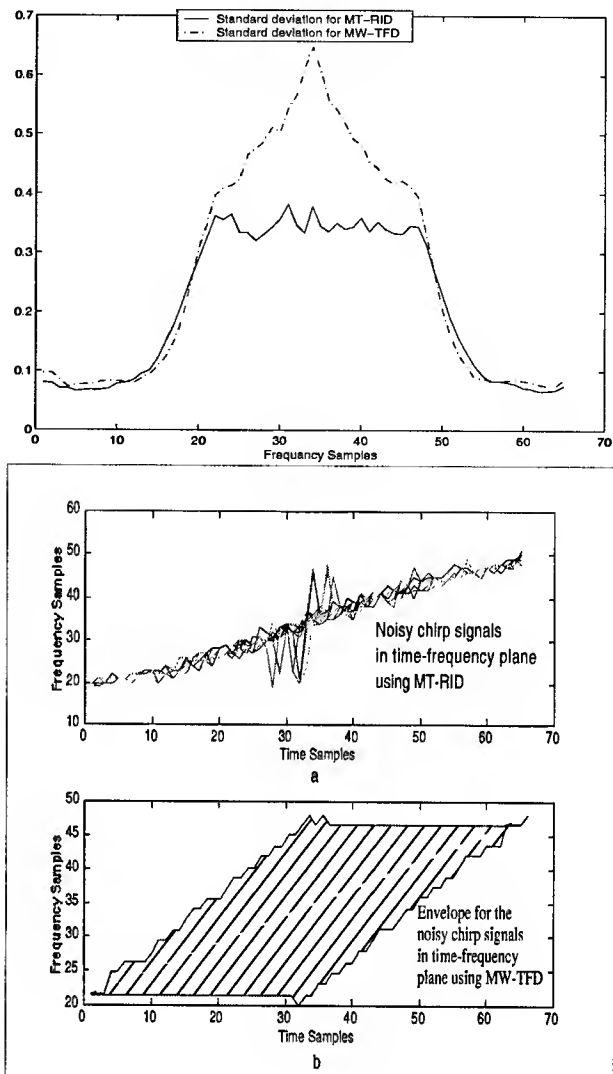 Standard deviation for MT-RID
Standard deviation for MW-TFD
0.7
0.6
0.5
0.4
0.3
0.2
0.1
0
0 10 20 30 40 50 60 70
Frequancy Samples
60
50
40
30
20
10
Frequency Samples
Noisy chirp signals
in time-frequency plane
using MT-RID
0 10 20 30 40 50 60 70
Time Samples
a
50
45
35
30
25
20
Frequency Samples
Envelope for the
noisy chirp signals
in time-frequency
plane using MW-TFD
0 10 20 30 40 50 60 70
Time Samples
b